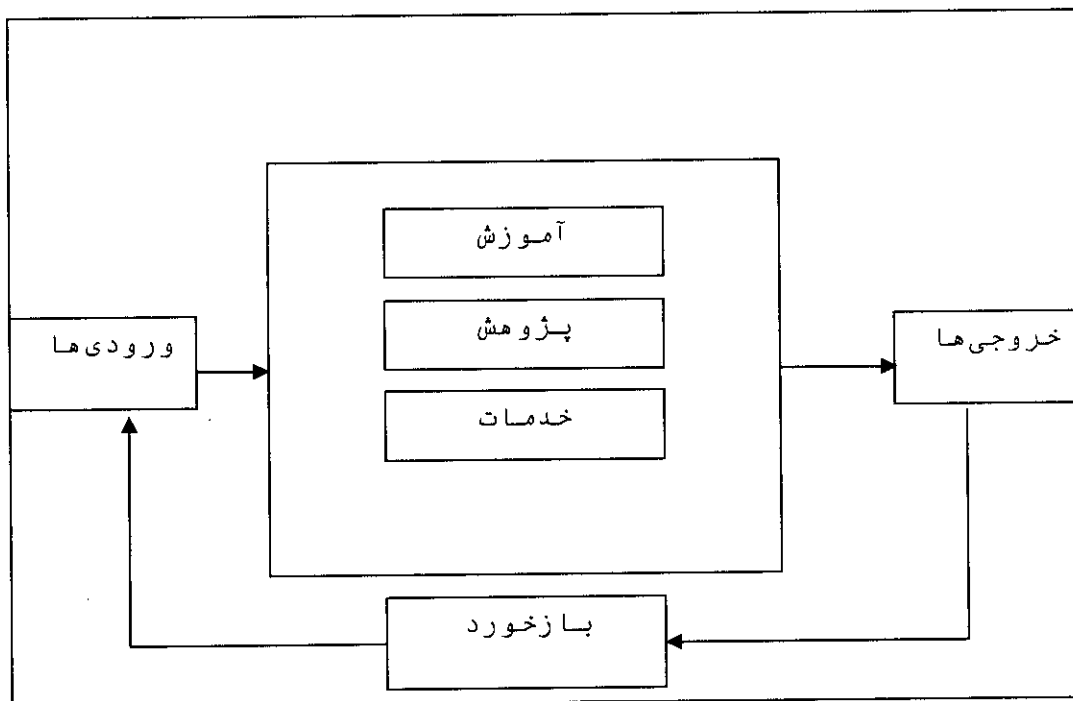 آموزش
پژوهش
خدمات
ورودی‌ها
خروجی‌ها
بازخورد